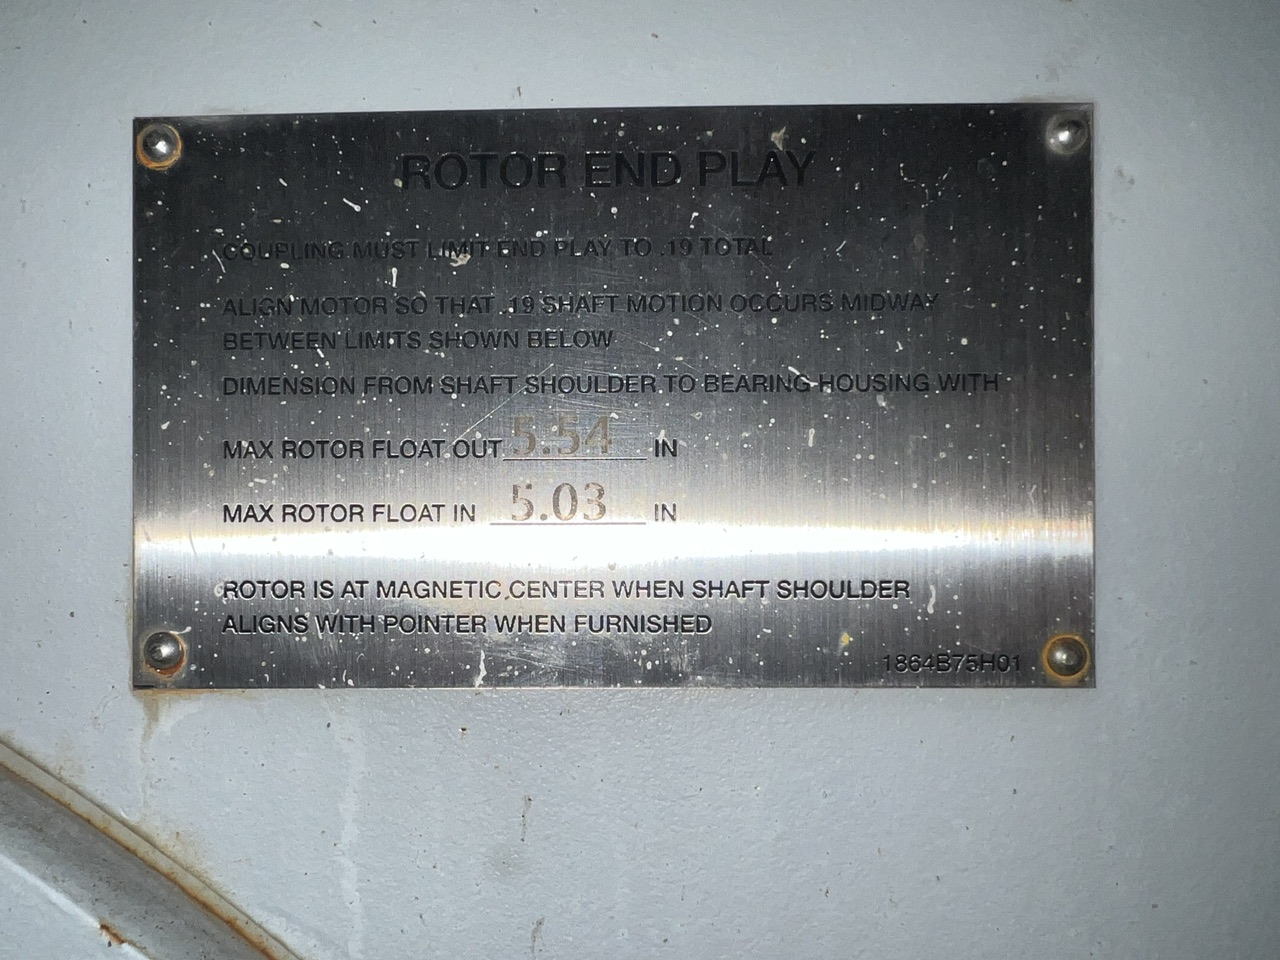 ROTOR END PLAY
COUPLING MUST LIMIT END PLAY TO .19 TOTAL
ALIGN MOTOR SO THAT .19 SHAFT MOTION OCCURS MIDWAY
BETWEEN LIMITS SHOWN BELOW
DIMENSION FROM SHAFT SHOULDER TO BEARING HOUSING WITH
MAX ROTOR FLOAT OUT 5.54 IN
MAX ROTOR FLOAT IN 5.03 IN
ROTOR IS AT MAGNETIC CENTER WHEN SHAFT SHOULDER
ALIGNS WITH POINTER WHEN FURNISHED
1864B75H01